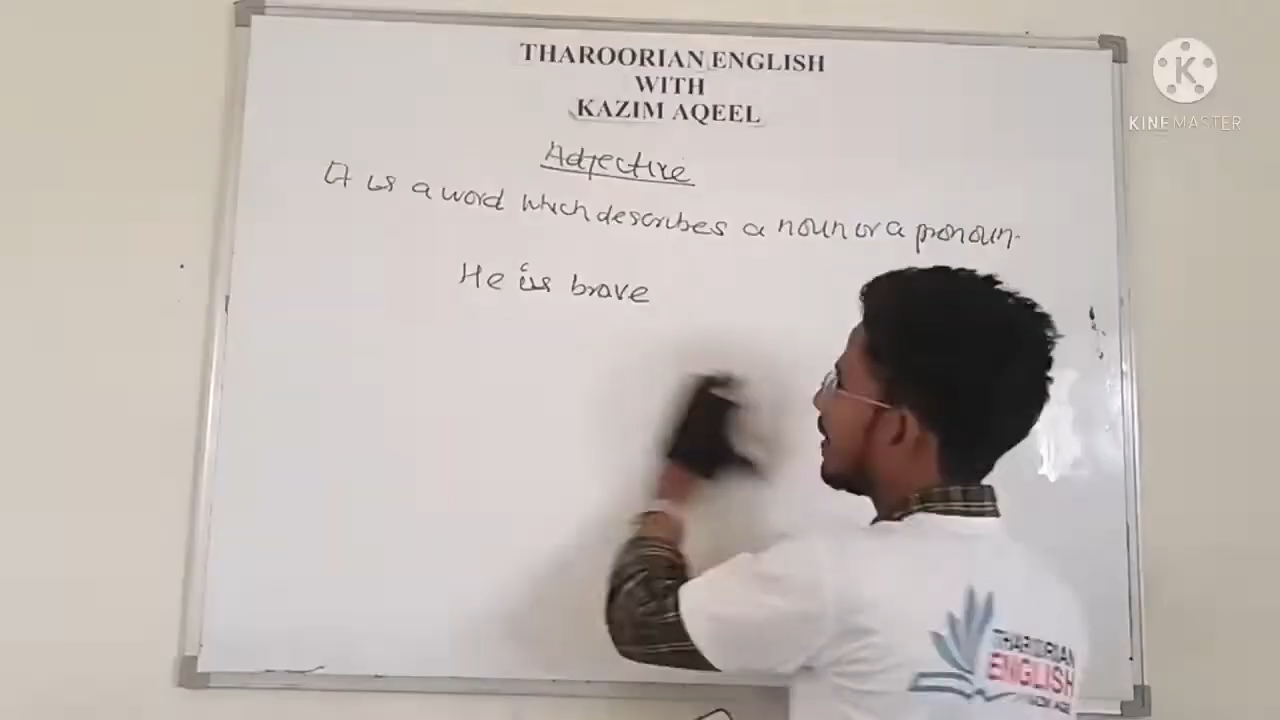 THAROORIAN ENGLISH
WITH
KAZIM AQEEL
Adjective
It is a word which describes a noun or a pronoun.
He is brave
K
KINEMASTER
THAROORIAN
ENGLISH